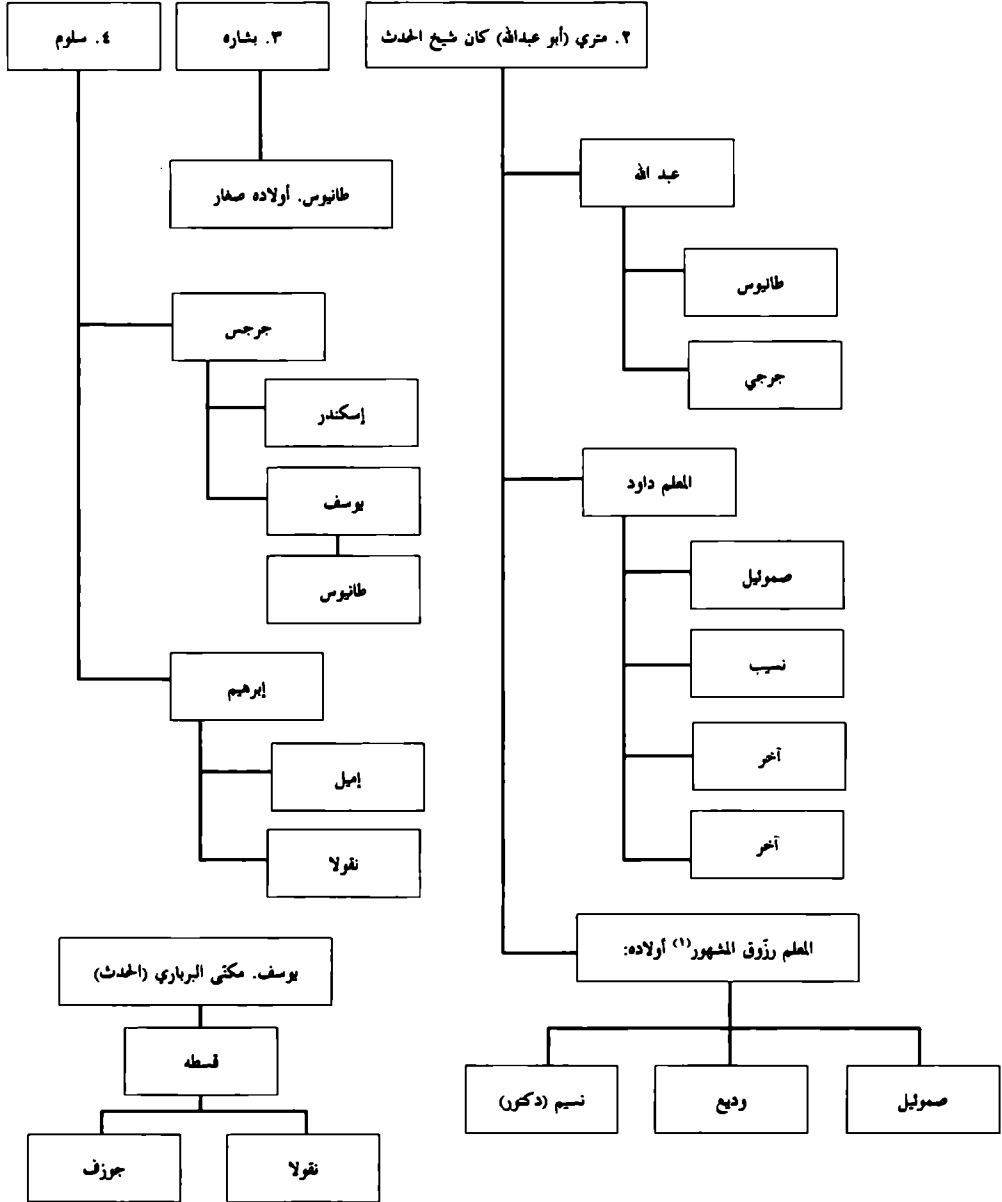 ٢. متري (أبو عبدالله) كان شيخ الحدث
عبد الله
طانيوس
جرجي
المعلم داود
صموئيل
نسيب
آخر
آخر
المعلم رزّوق المشهور(١) أولاده:
صموئيل
وديع
نسيم (دكتور)
٣. بشاره
طانيوس. أولاده صغار
٤. سلوم
جرجس
إسكندر
يوسف
طانيوس
إبرهيم
إميل
نقولا
يوسف. مكنّى البرباري (الحدث)
قسطه
نقولا
جوزف